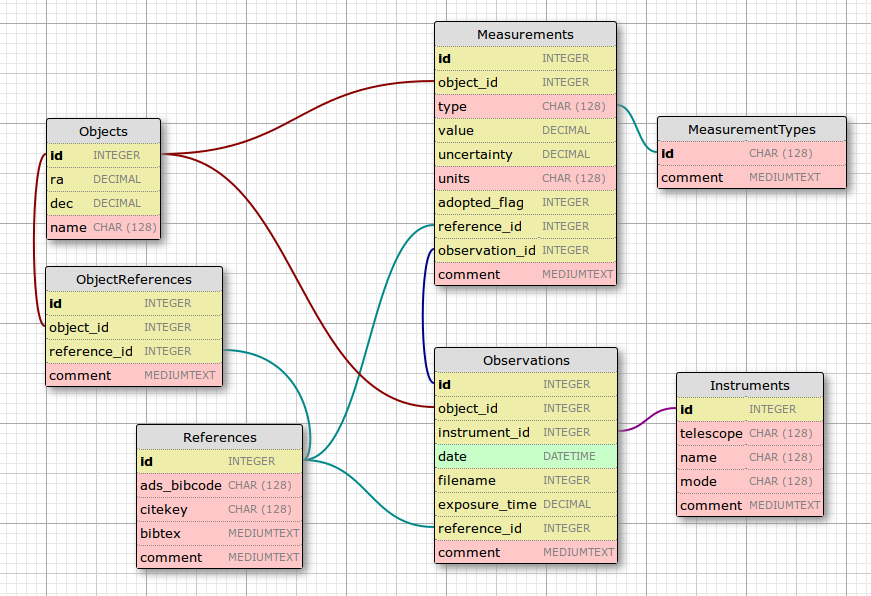 Measurements
id INTEGER
object_id INTEGER
type CHAR (128)
value DECIMAL
uncertainty DECIMAL
units CHAR (128)
adopted_flag INTEGER
reference_id INTEGER
observation_id INTEGER
comment MEDIUMTEXT
MeasurementTypes
id CHAR (128)
comment MEDIUMTEXT
Objects
id INTEGER
ra DECIMAL
dec DECIMAL
name CHAR (128)
ObjectReferences
id INTEGER
object_id INTEGER
reference_id INTEGER
comment MEDIUMTEXT
Observations
id INTEGER
object_id INTEGER
instrument_id INTEGER
date DATETIME
filename INTEGER
exposure_time DECIMAL
reference_id INTEGER
comment MEDIUMTEXT
Instruments
id INTEGER
telescope CHAR (128)
name CHAR (128)
mode CHAR (128)
comment MEDIUMTEXT
References
id INTEGER
ads_bibcode CHAR (128)
citekey CHAR (128)
bibtex MEDIUMTEXT
comment MEDIUMTEXT